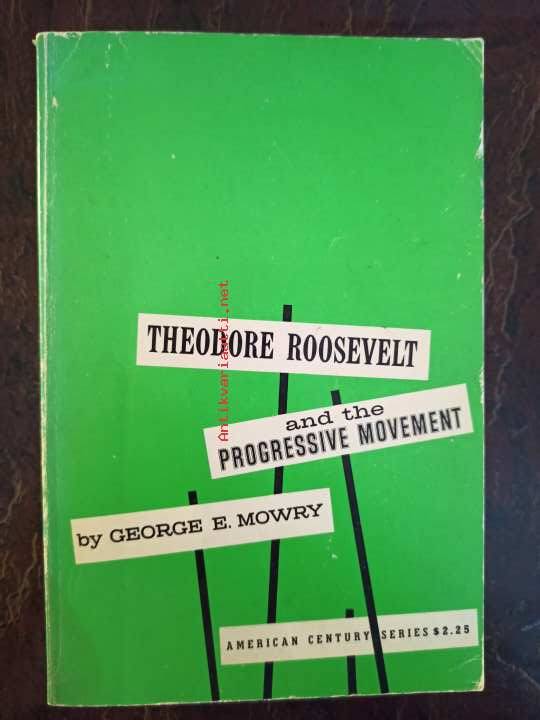 THEODORE ROOSEVELT
and the
PROGRESSIVE MOVEMENT
by GEORGE E. MOWRY
AMERICAN CENTURY SERIES $2.25
Antikvariaatti.net